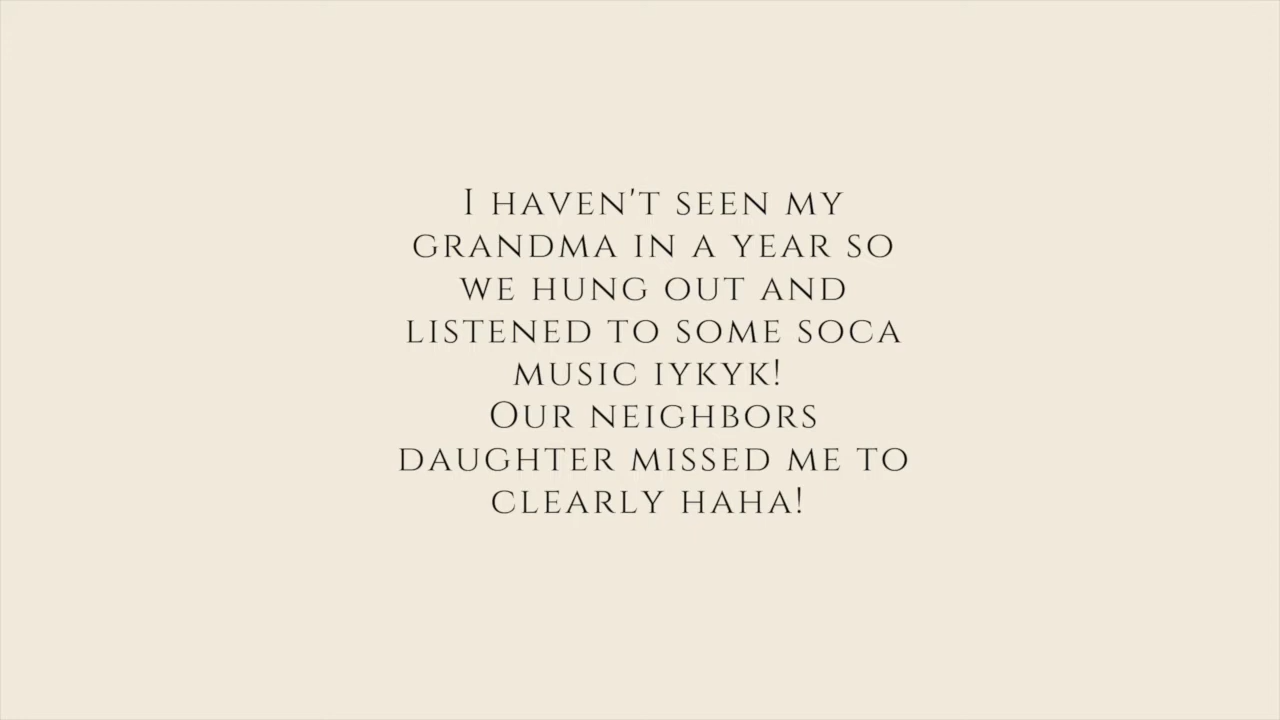 I HAVEN'T SEEN MY
GRANDMA IN A YEAR SO
WE HUNG OUT AND
LISTENED TO SOME SOCA
MUSIC IYKYK!
OUR NEIGHBORS
DAUGHTER MISSED ME TO
CLEARLY HAHA!